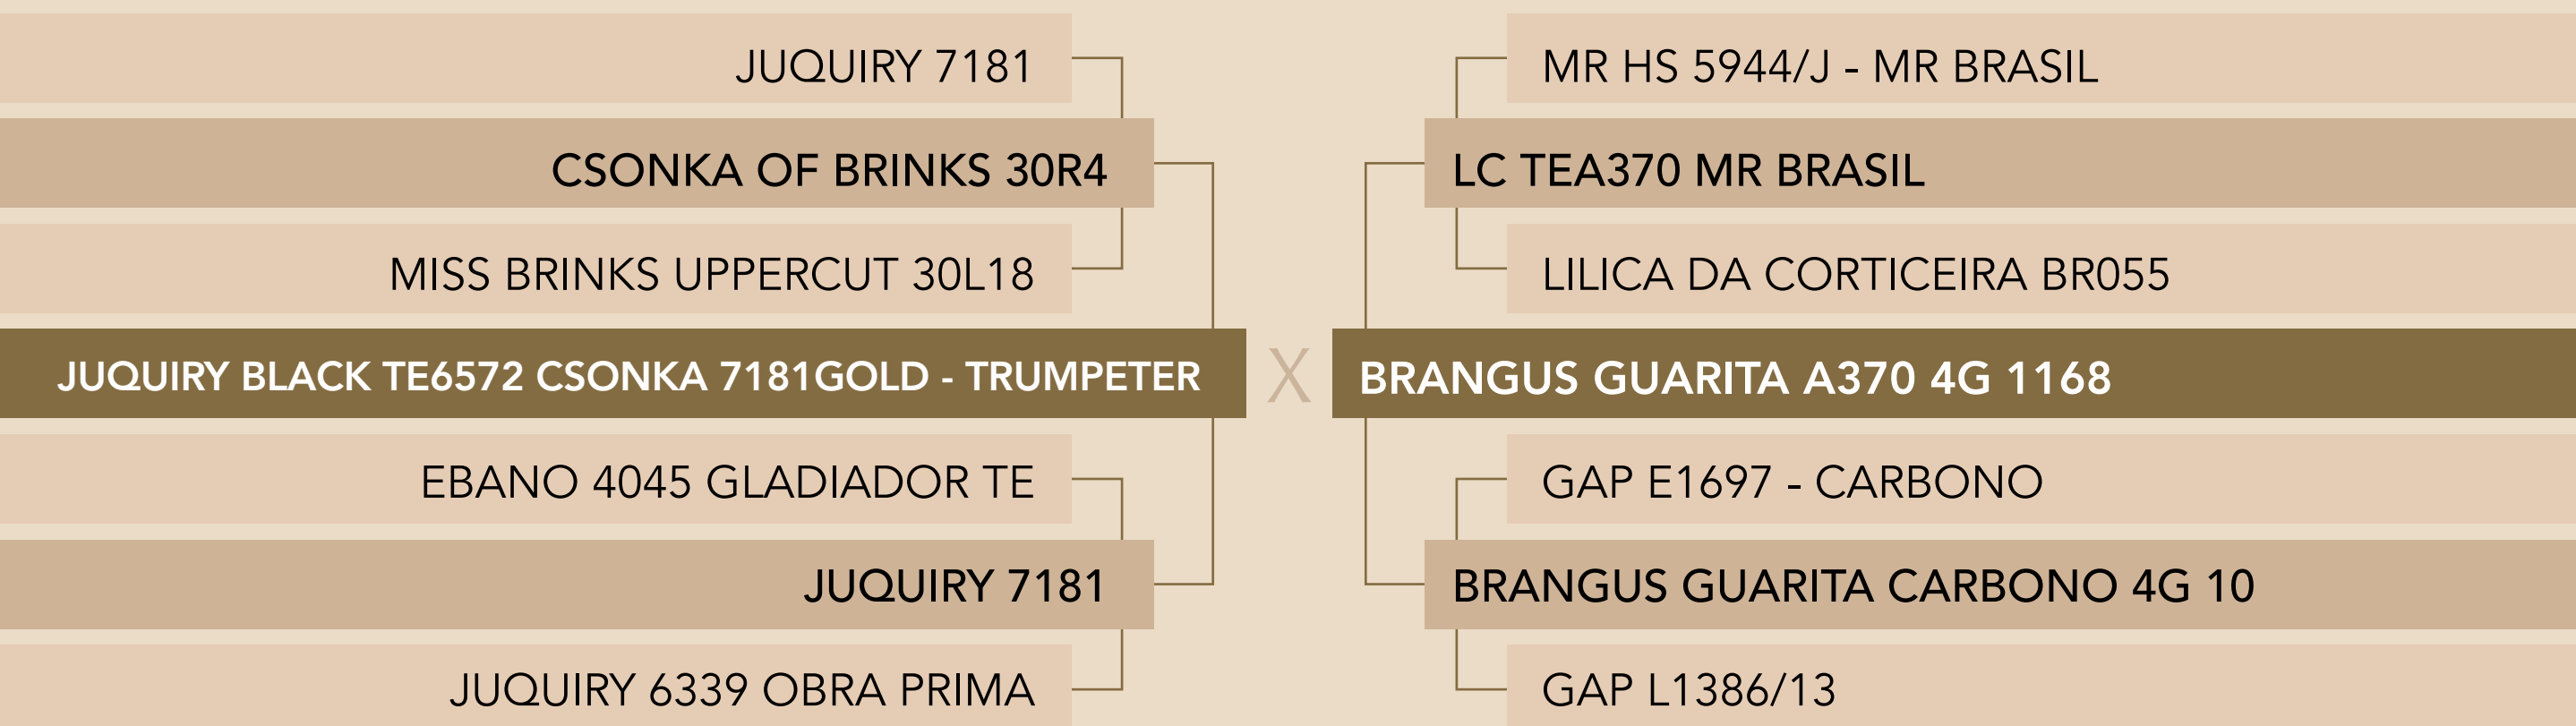 JUQUIRY 7181
CSONKA OF BRINKS 30R4
MISS BRINKS UPPERCUT 30L18
JUQUIRY BLACK TE6572 CSONKA 7181GOLD - TRUMPETER
EBANO 4045 GLADIADOR TE
JUQUIRY 7181
JUQUIRY 6339 OBRA PRIMA
X
MR HS 5944/J - MR BRASIL
LC TEA370 MR BRASIL
LILICA DA CORTICEIRA BR055
BRANGUS GUARITA A370 4G 1168
GAP E1697 - CARBONO
BRANGUS GUARITA CARBONO 4G 10
GAP L1386/13